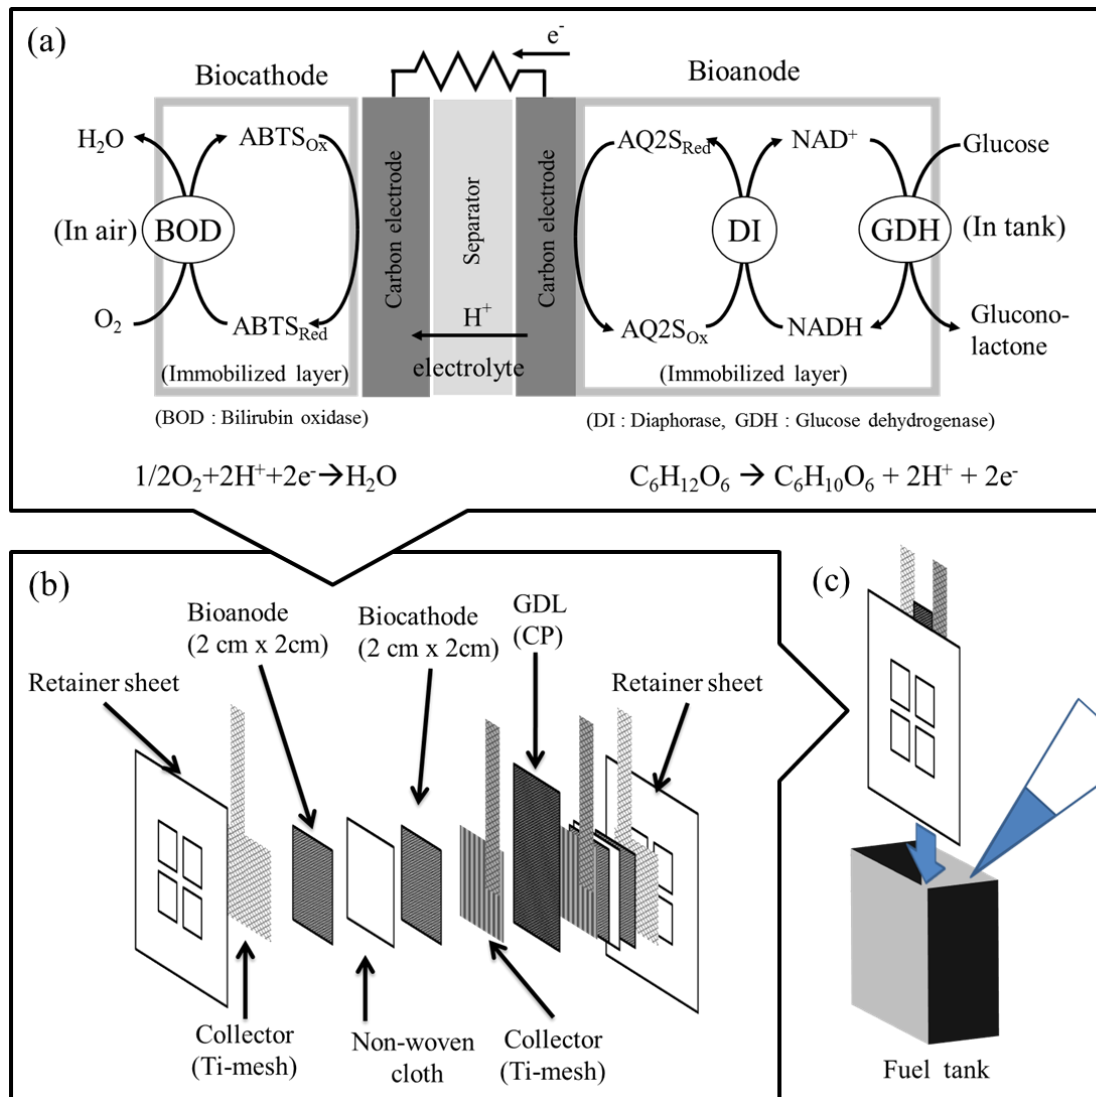 (a)
e-
Biocathode
Bioanode
H2O
ABTSOx
AQ2SRed
NAD+
Glucose
(In air)
BOD
Carbon electrode
Separator
Carbon electrode
DI
GDH
(In tank)
O2
ABTSRed
H+
AQ2SOx
NADH
Glucono-
lactone
(Immobilized layer)
electrolyte
(Immobilized layer)
(BOD : Bilirubin oxidase)
(DI : Diaphorase, GDH : Glucose dehydrogenase)
1/2O2+2H++2e-→H2O
C6H12O6 → C6H10O6 + 2H+ + 2e-
(b)
Bioanode
(2 cm x 2cm)
Biocathode
(2 cm x 2cm)
GDL
(CP)
Retainer sheet
Retainer sheet
Collector
(Ti-mesh)
Non-woven
cloth
Collector
(Ti-mesh)
(c)
Fuel tank